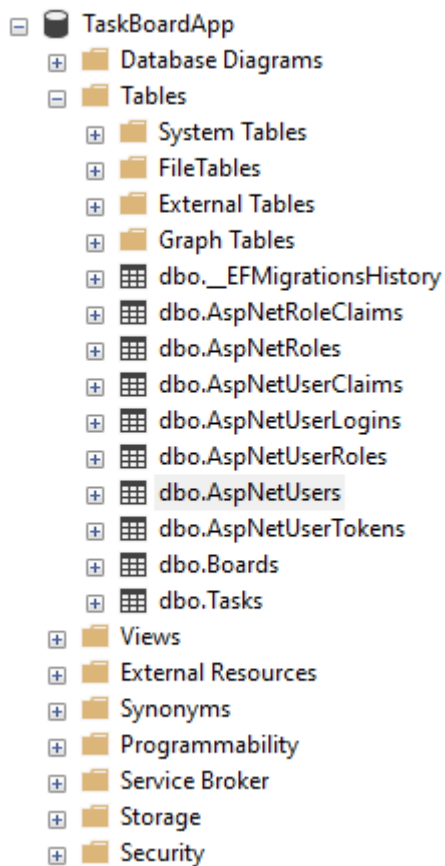 TaskBoardApp
Database Diagrams
Tables
System Tables
FileTables
External Tables
Graph Tables
dbo.__EFMigrationsHistory
dbo.AspNetRoleClaims
dbo.AspNetRoles
dbo.AspNetUserClaims
dbo.AspNetUserLogins
dbo.AspNetUserRoles
dbo.AspNetUsers
dbo.AspNetUserTokens
dbo.Boards
dbo.Tasks
Views
External Resources
Synonyms
Programmability
Service Broker
Storage
Security